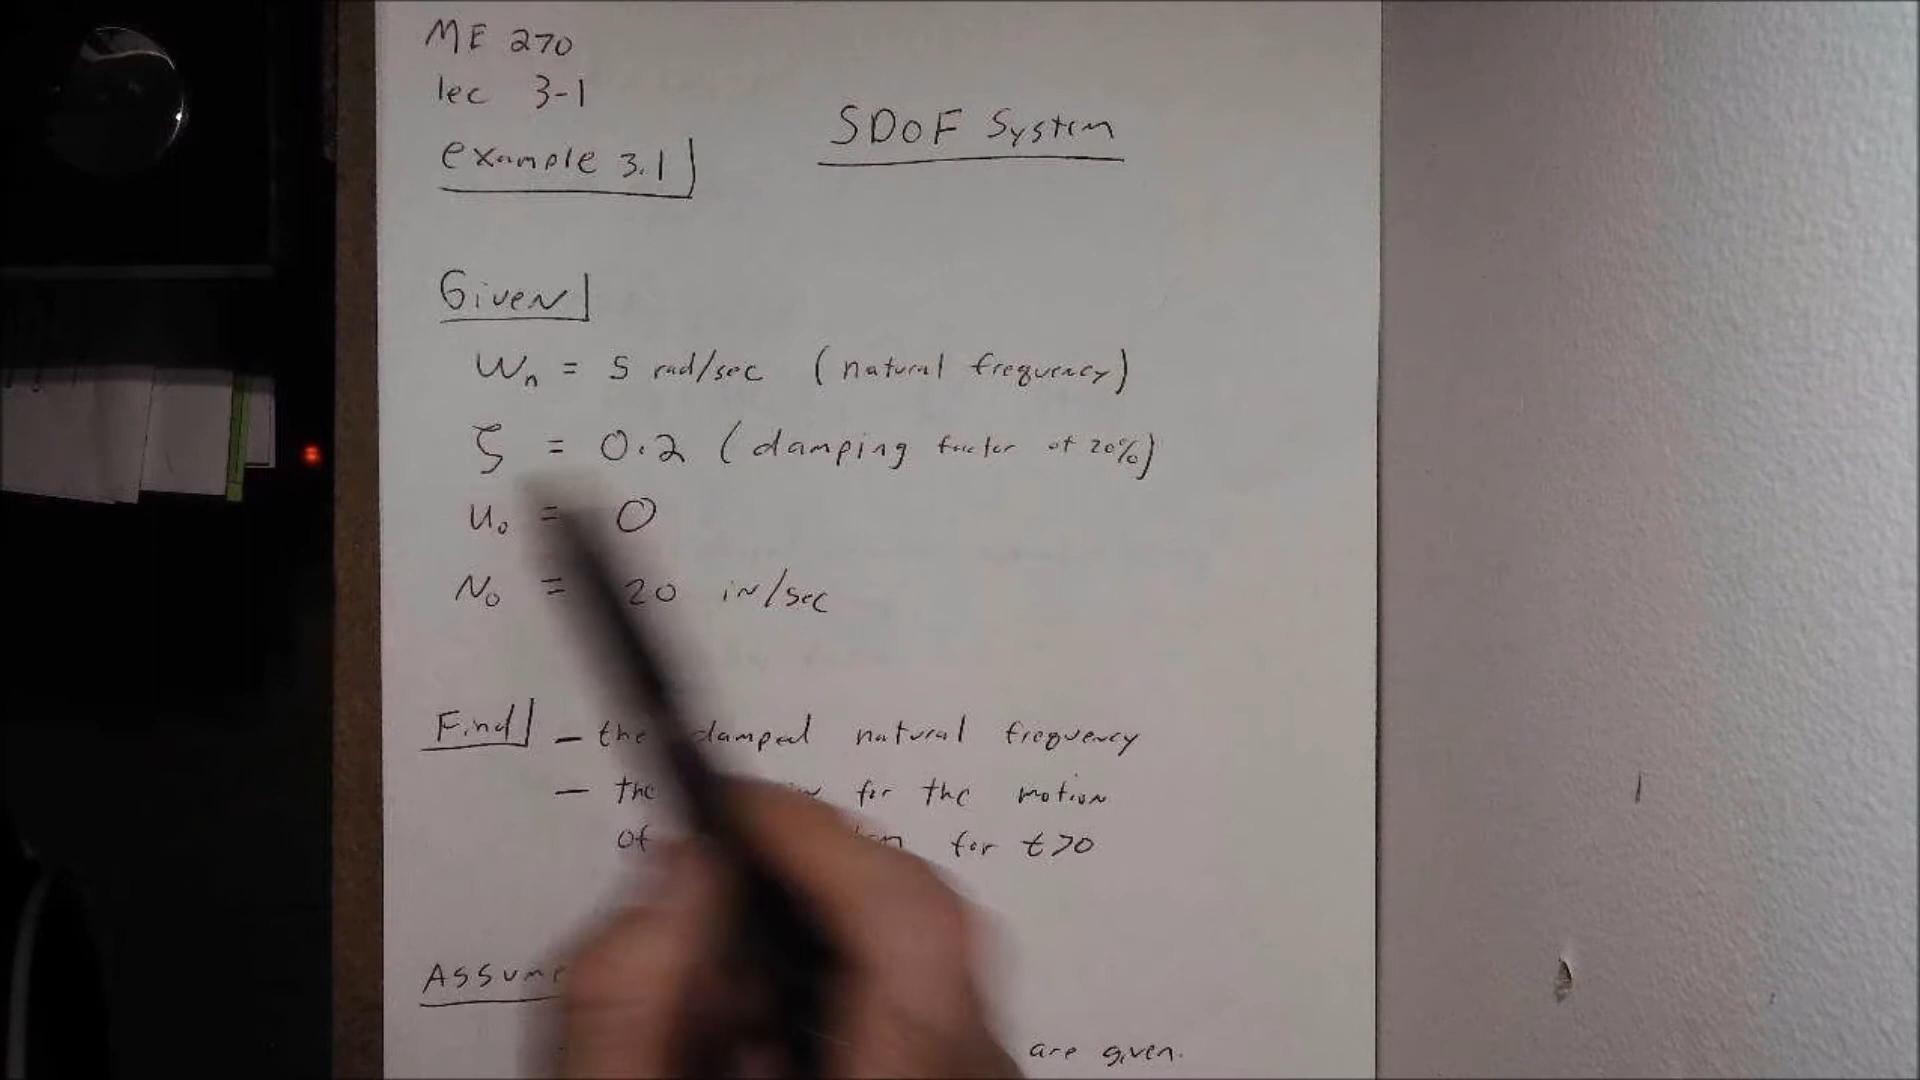 ME 270
lec 3-1
example 3.1
SDOF System
Given
ωn = 5 rad/sec (natural frequency)
ζ = 0.2 (damping factor of 20%)
u₀ = 0
v₀ = 20 in/sec
Find – the damped natural frequency
– the for the motion
of for t>0
are given.